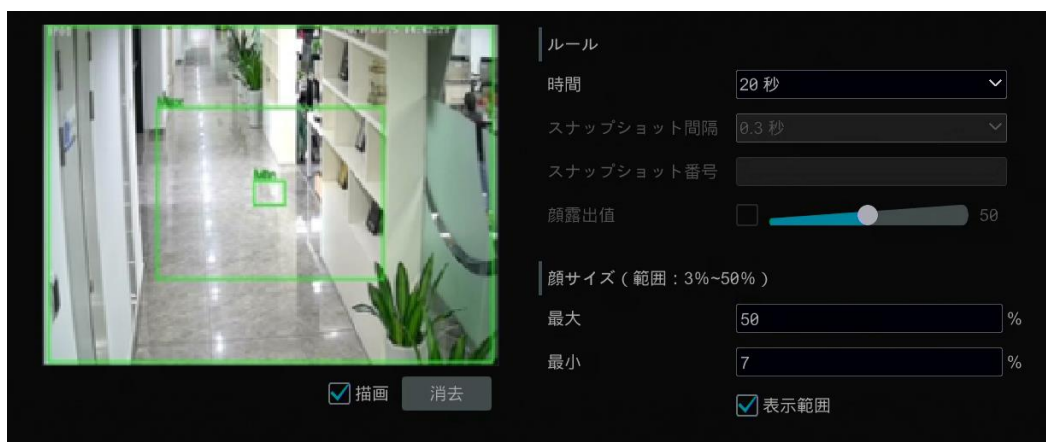 ルール
時間 20 秒
スナップショット間隔 0.3 秒
スナップショット番号
顔露出値 50
顔サイズ ( 範囲 : 3%~50% )
最大 50 %
最小 7 %
表示範囲
Max
Min
描画 消去